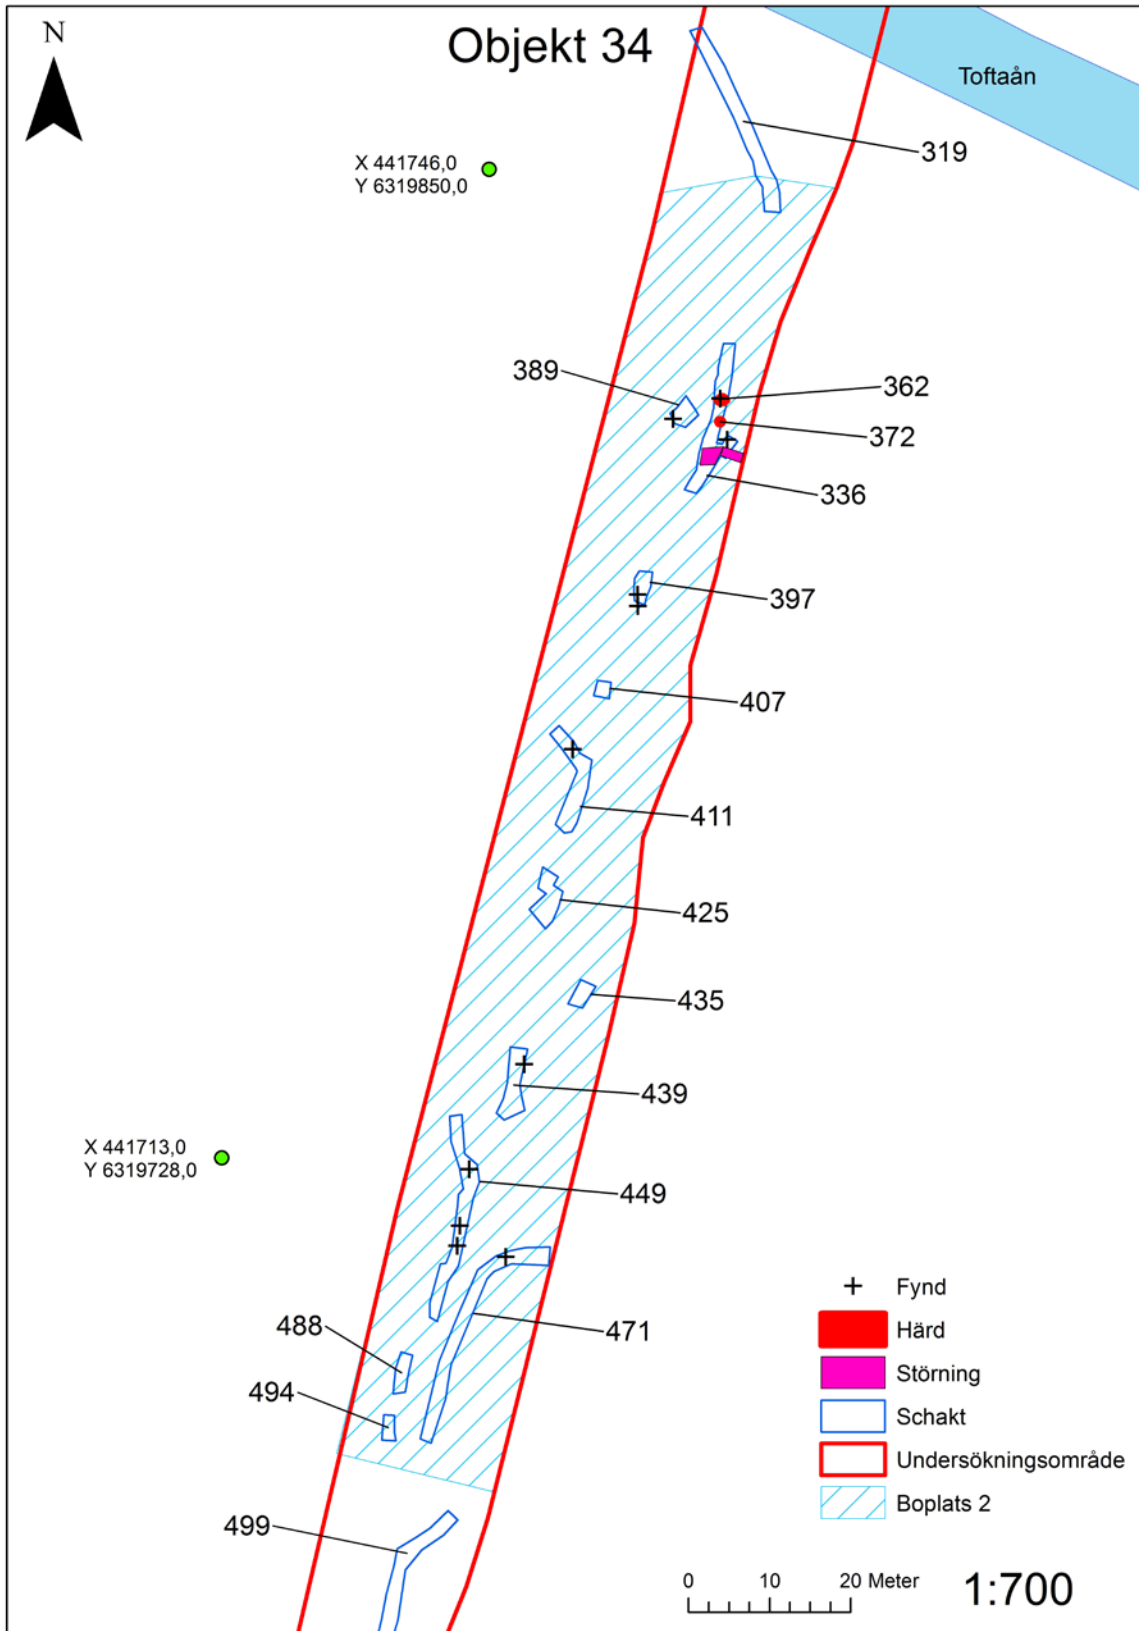 N
Objekt 34
Toftaån
319
X 441746,0
Y 6319850,0
389
362
372
336
397
407
411
425
435
439
X 441713,0
Y 6319728,0
449
471
488
494
499
Fynd
Härd
Störning
Schakt
Undersökningsområde
Boplats 2
0 10 20 Meter
1:700